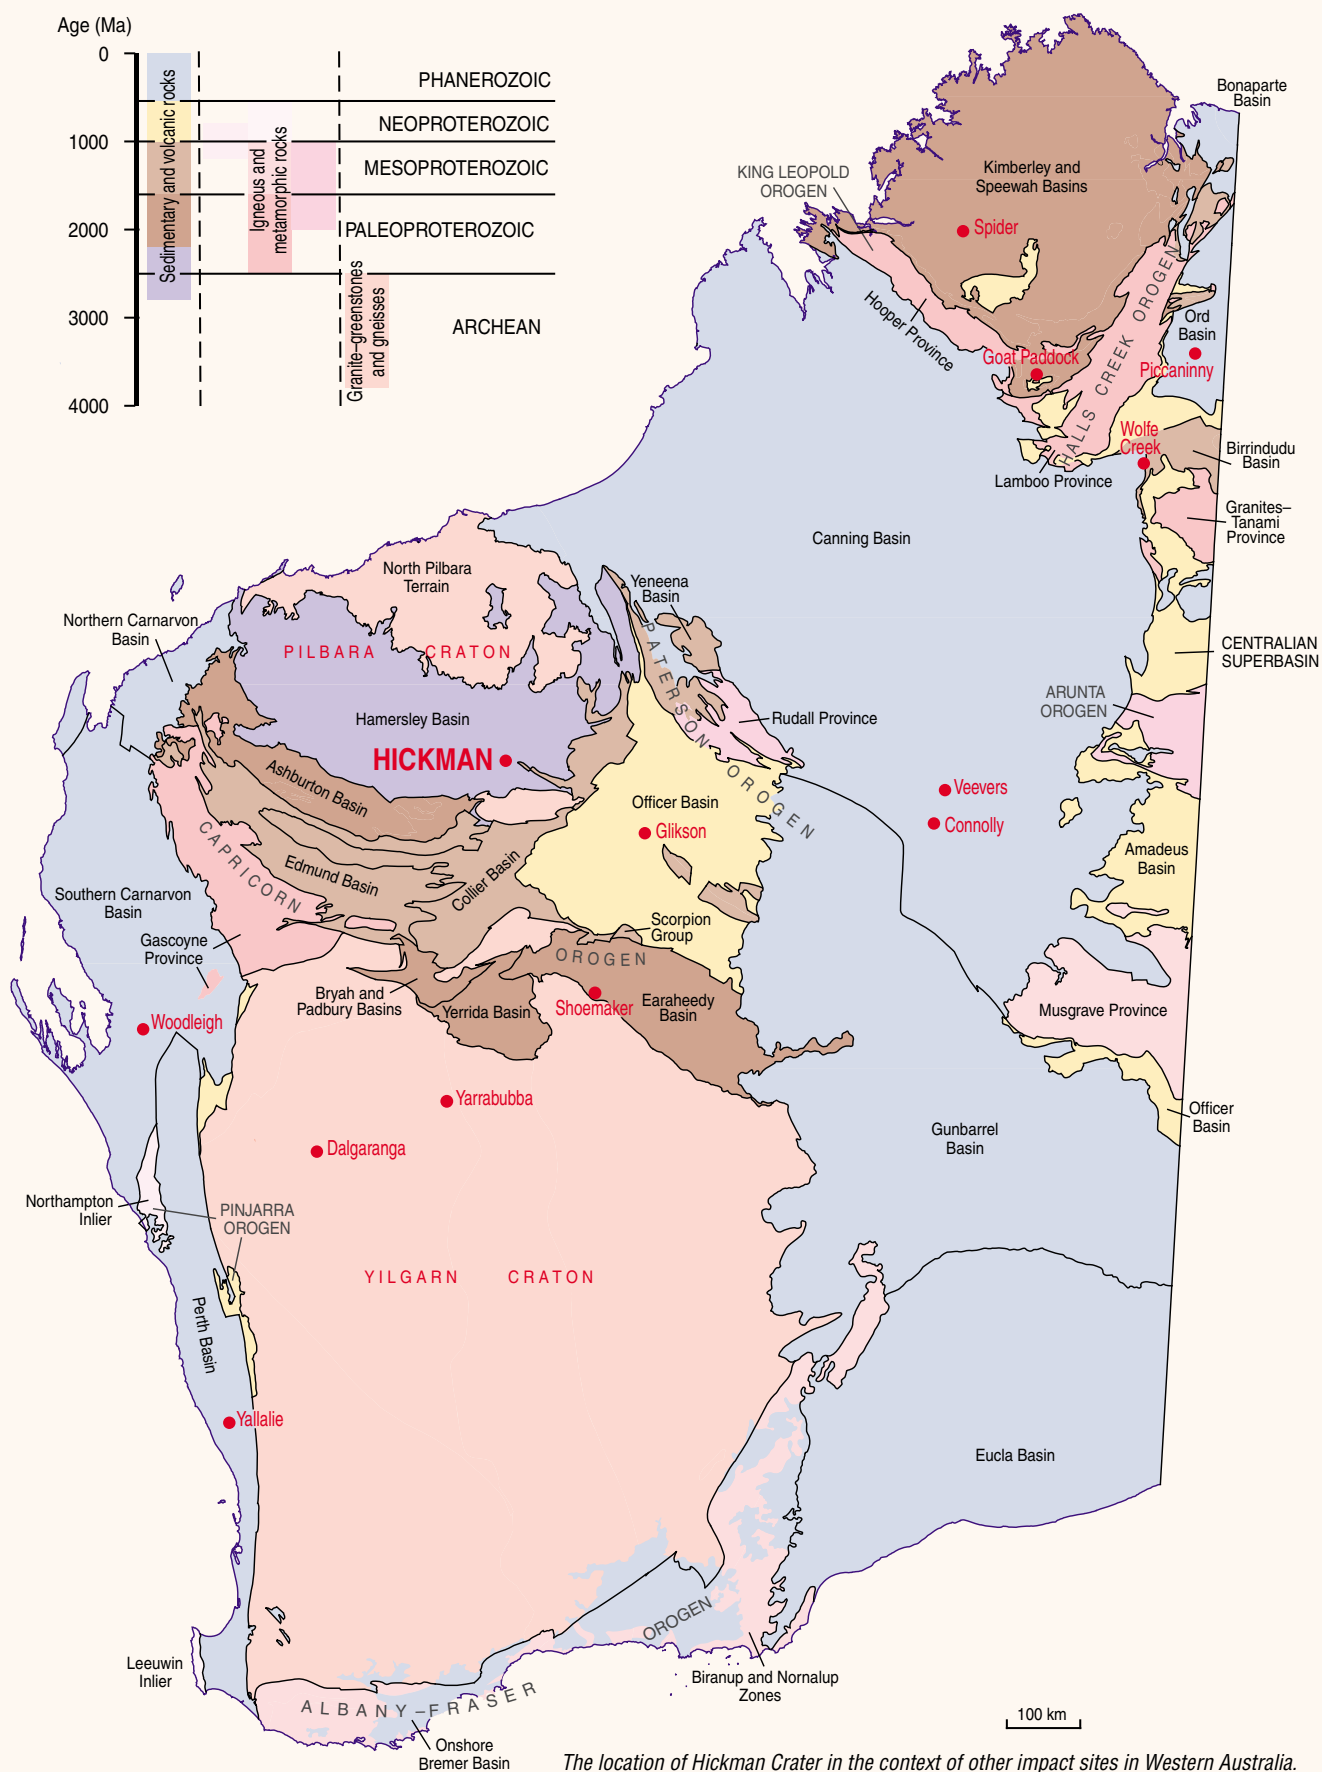 Age (Ma)
0
1000
2000
3000
4000
Sedimentary and volcanic rocks
Igneous and
metamorphic rocks
Granite–greenstones
and gneisses
PHANEROZOIC
NEOPROTEROZOIC
MESOPROTEROZOIC
PALEOPROTEROZOIC
ARCHEAN
Bonaparte
Basin
KING LEOPOLD
OROGEN
Kimberley and
Speewah Basins
Spider
Hooper Province
HALLS CREEK OROGEN
Ord
Basin
Goat Paddock
Piccaninny
Wolfe
Creek
Birrindudu
Basin
Lamboo Province
Granites–
Tanami
Province
Canning Basin
North Pilbara
Terrain
Yeneena
Basin
Northern Carnarvon
Basin
PILBARA CRATON
PATERSON OROGEN
CENTRALIAN
SUPERBASIN
ARUNTA
OROGEN
Hamersley Basin
Rudall Province
HICKMAN
Ashburton Basin
Officer Basin
Veevers
Glikson
Connolly
CAPRICORN
Edmund Basin
Collier Basin
Amadeus
Basin
Southern Carnarvon
Basin
Scorpion
Group
Gascoyne
Province
OROGEN
Bryah and
Padbury Basins
Yerrida Basin
Shoemaker
Earaheedy
Basin
Musgrave Province
Woodleigh
Yarrabubba
Officer
Basin
Dalgaranga
Gunbarrel
Basin
Northampton
Inlier
PINJARRA
OROGEN
YILGARN CRATON
Perth Basin
Yallalie
Eucla Basin
OROGEN
Leeuwin
Inlier
Biranup and Nornalup
Zones
ALBANY–FRASER
100 km
Onshore
Bremer Basin
The location of Hickman Crater in the context of other impact sites in Western Australia.